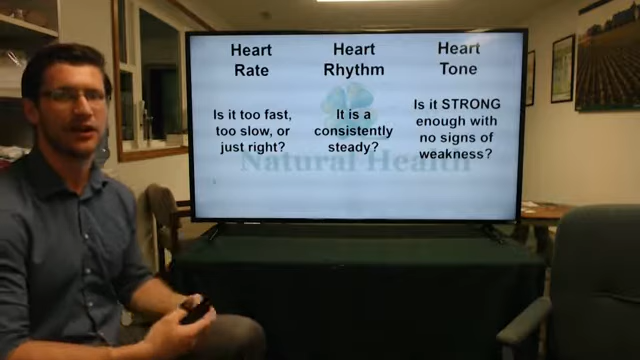 Heart
Rate
Is it too fast,
too slow, or
just right?
Heart
Rhythm
It is a
consistently
steady?
Heart
Tone
Is it STRONG
enough with
no signs of
weakness?
Natural Health